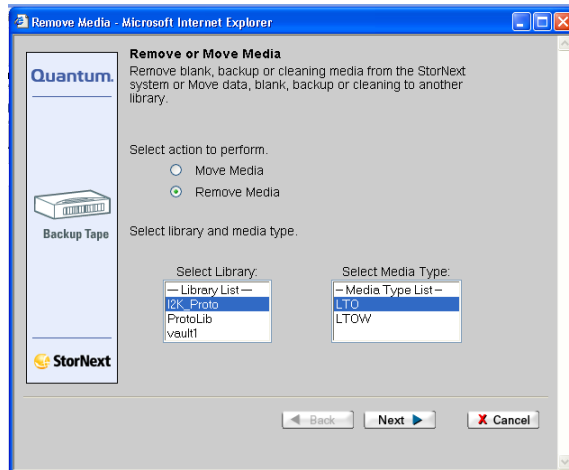 Remove Media - Microsoft Internet Explorer
Quantum.
Remove or Move Media
Remove blank, backup or cleaning media from the StorNext
system or Move data, blank, backup or cleaning to another
library.
Select action to perform.
Move Media
Remove Media
Backup Tape
Select library and media type.
Select Library:
— Library List —
I2K_Proto
ProtoLib
vault1
Select Media Type:
– Media Type List –
LTO
LTOW
StorNext
Back
Next
X Cancel